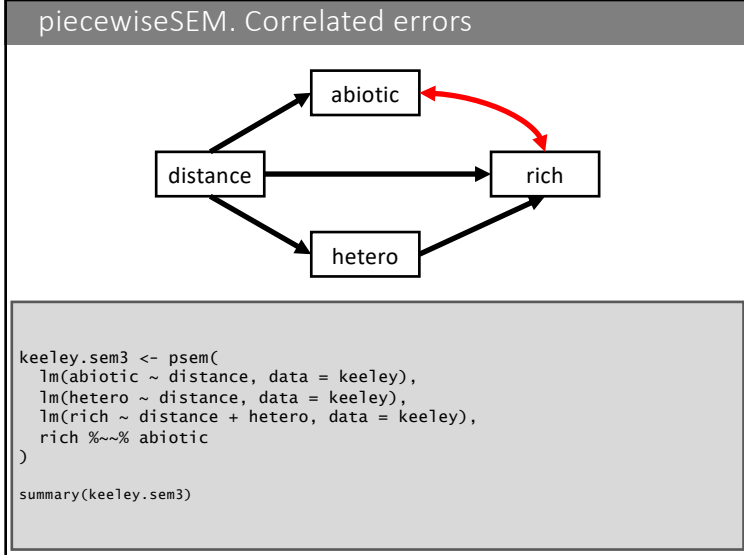 piecewiseSEM. Correlated errors
abiotic
distance
rich
hetero
keeley.sem3 <- psem(
  lm(abiotic ~ distance, data = keeley),
  lm(hetero ~ distance, data = keeley),
  lm(rich ~ distance + hetero, data = keeley),
  rich %~~% abiotic
)
summary(keeley.sem3)